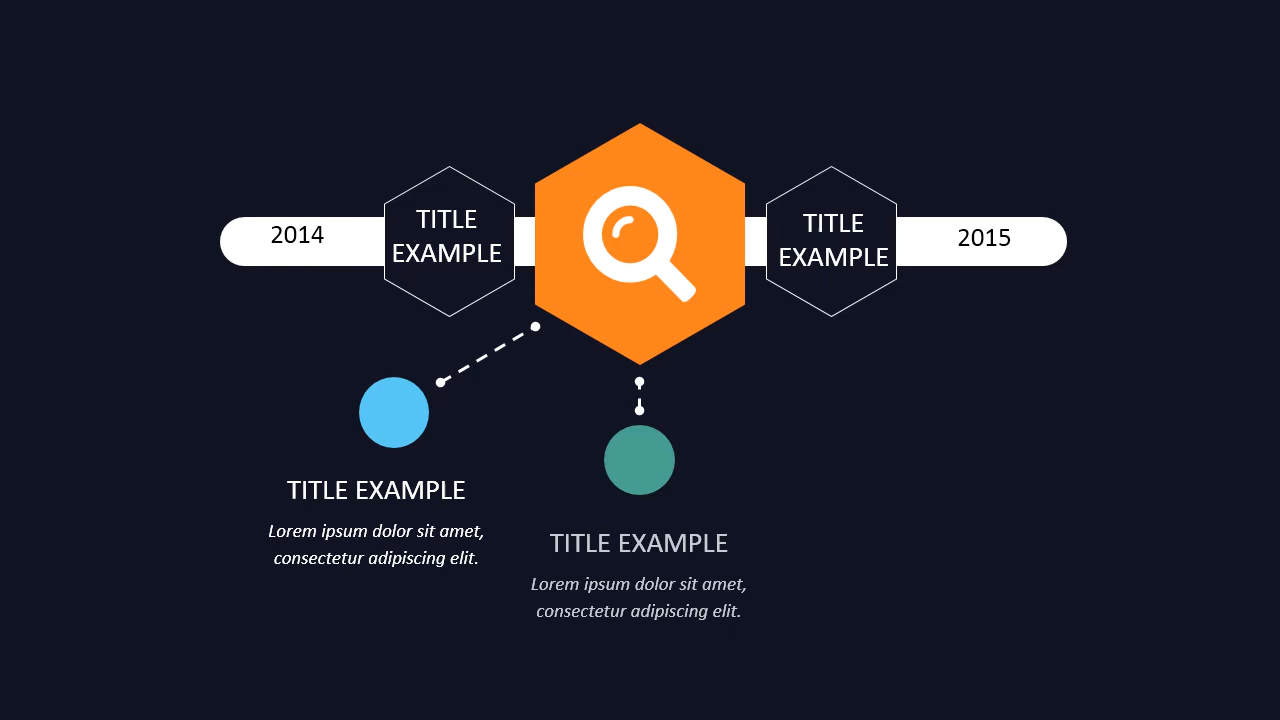 2014
TITLE
EXAMPLE
TITLE
EXAMPLE
2015
TITLE EXAMPLE
Lorem ipsum dolor sit amet,
consectetur adipiscing elit.
TITLE EXAMPLE
Lorem ipsum dolor sit amet,
consectetur adipiscing elit.